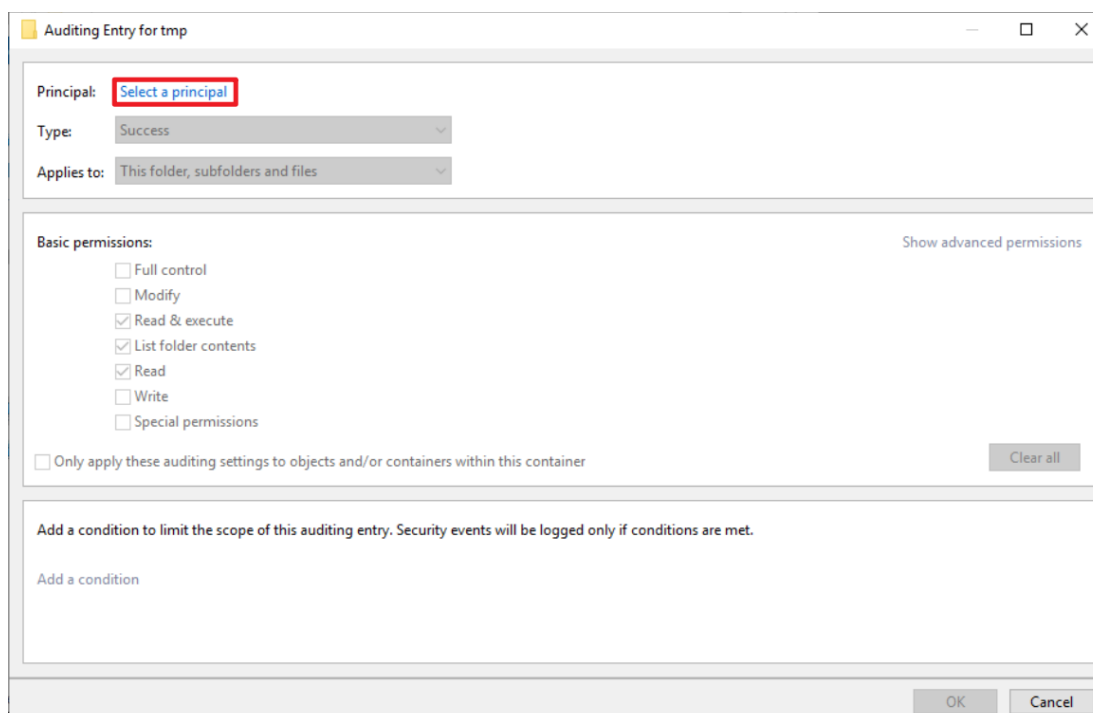 Auditing Entry for tmp
Principal: Select a principal
Type: Success
Applies to: This folder, subfolders and files
Basic permissions: Show advanced permissions
Full control
Modify
Read & execute
List folder contents
Read
Write
Special permissions
Only apply these auditing settings to objects and/or containers within this container Clear all
Add a condition to limit the scope of this auditing entry. Security events will be logged only if conditions are met.
Add a condition
OK Cancel